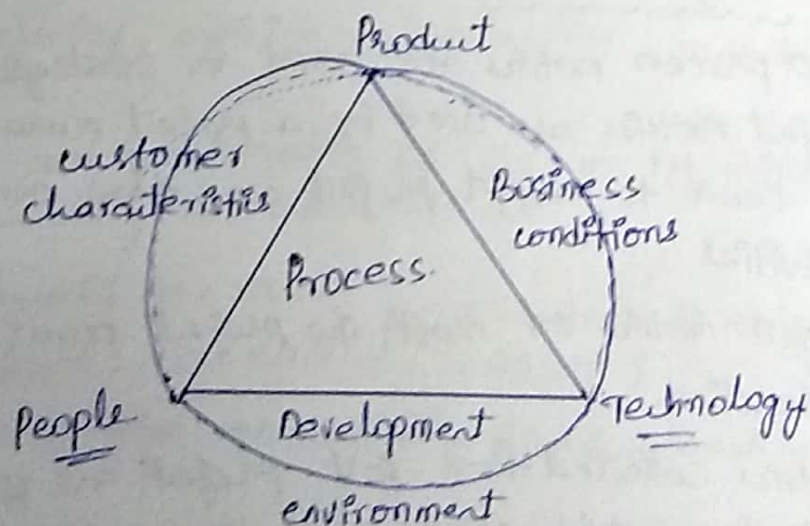 Product
customer
characteristics
Business
conditions
Process.
People
Technology
Development
environment